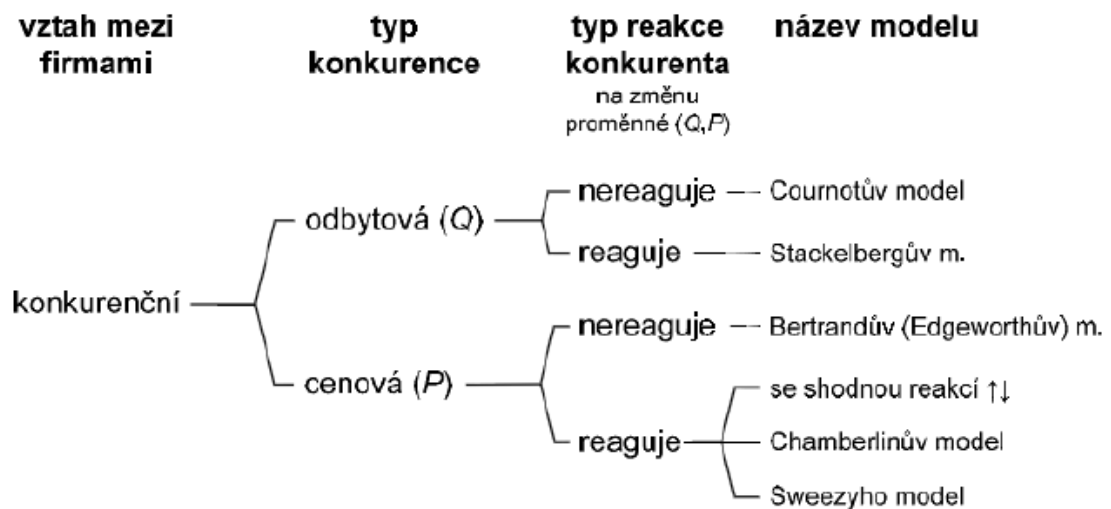 vztah mezi
firmami
typ
konkurence
typ reakce
konkurenta
na změnu
proměnné (Q,P)
název modelu
konkurenční
odbytová (Q)
nereaguje
Cournotův model
reaguje
Stackelbergův m.
cenová (P)
nereaguje
Bertrandův (Edgeworthův) m.
reaguje
se shodnou reakcí ↑↓
Chamberlinův model
Sweezyho model